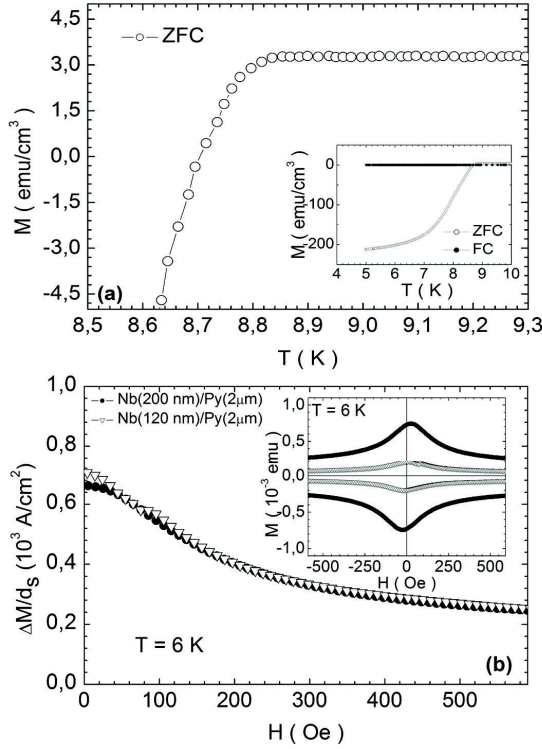 ZFC
4,5
3,0
1,5
0,0
-1,5
-3,0
-4,5
M ( emu/cm³ )
(a)
8,5 8,6 8,7 8,8 8,9 9,0 9,1 9,2 9,3
T ( K )
0
-100
-200
M ( emu/cm³ )
ZFC
FC
4 5 6 7 8 9 10
T ( K )
1,0
0,8
0,6
0,4
0,2
0,0
ΔM/dS (10³ A/cm²)
Nb(200 nm)/Py(2μm)
Nb(120 nm)/Py(2μm)
T = 6 K
1,0
0,5
0,0
-0,5
-1,0
M ( 10⁻³ emu )
-500 -250 0 250 500
H ( Oe )
T = 6 K
(b)
0 100 200 300 400 500
H ( Oe )